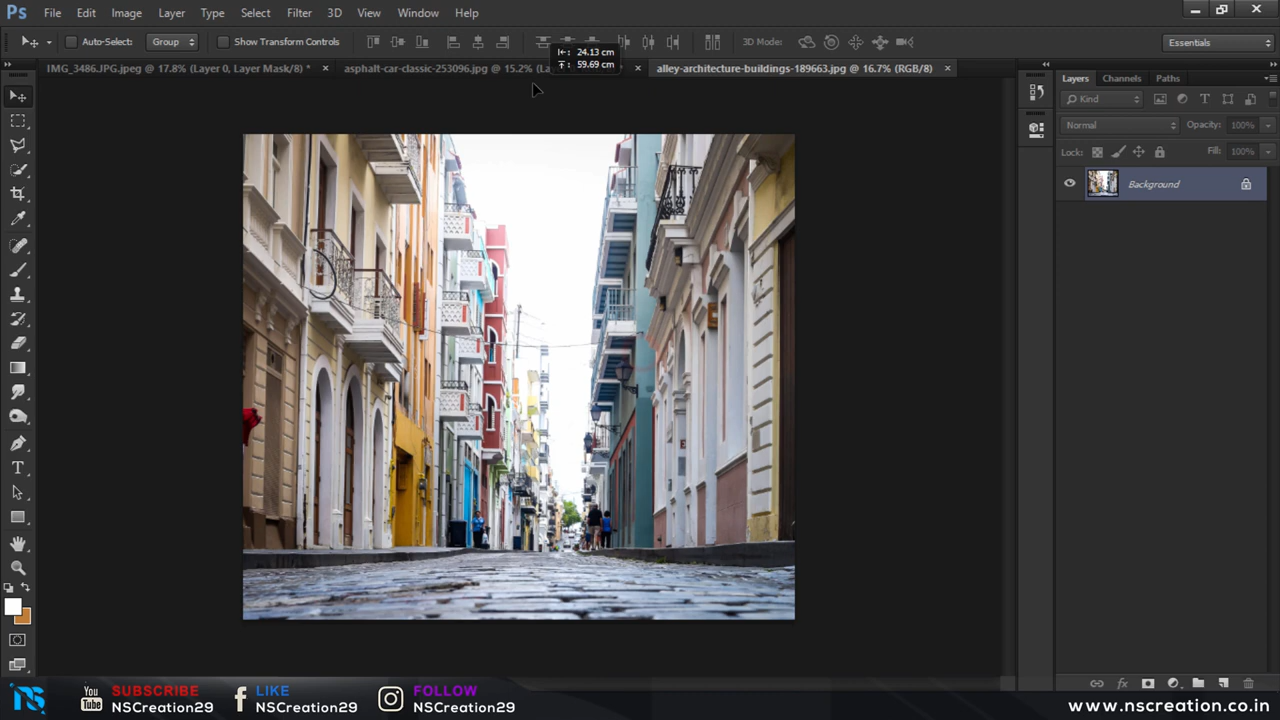 Ps File Edit Image Layer Type Select Filter 3D View Window Help
Auto-Select: Group Show Transform Controls 3D Mode: Essentials
24.13 cm
59.69 cm
IMG_3486.JPG.jpeg @ 17.8% (Layer 0, Layer Mask/8) * asphalt-car-classic-253096.jpg @ 15.2% alley-architecture-buildings-189663.jpg @ 16.7% (RGB/8)
Layers Channels Paths
Kind
Normal Opacity: 100%
Lock: Fill: 100%
Background
SUBSCRIBE
NSCreation29
LIKE
NSCreation29
FOLLOW
NSCreation29
You Tube
NS
www.nscreation.co.in